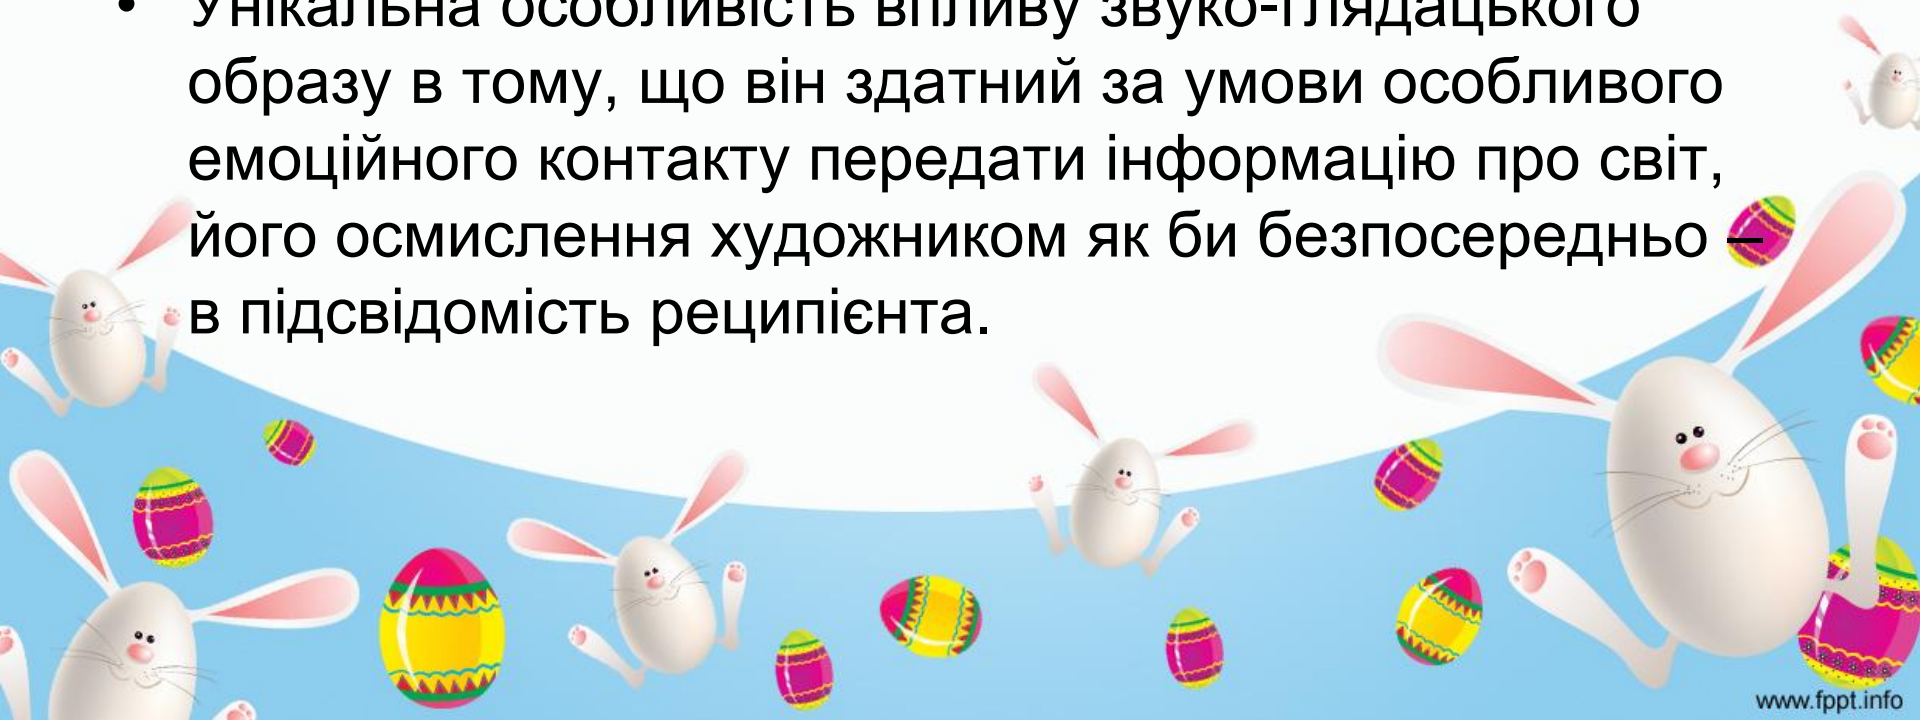 • Унікальна особливість впливу звуко-глядацького
образу в тому, що він здатний за умови особливого
емоційного контакту передати інформацію про світ,
його осмислення художником як би безпосередньо –
в підсвідомість реципієнта.
www.fppt.info